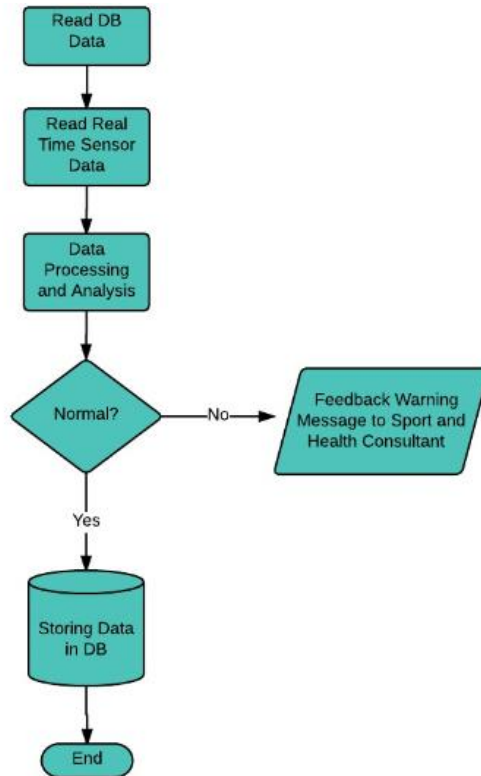 Read DB
Data
Read Real
Time Sensor
Data
Data
Processing
and Analysis
Normal?
No
Feedback Warning
Message to Sport and
Health Consultant
Yes
Storing Data
in DB
End